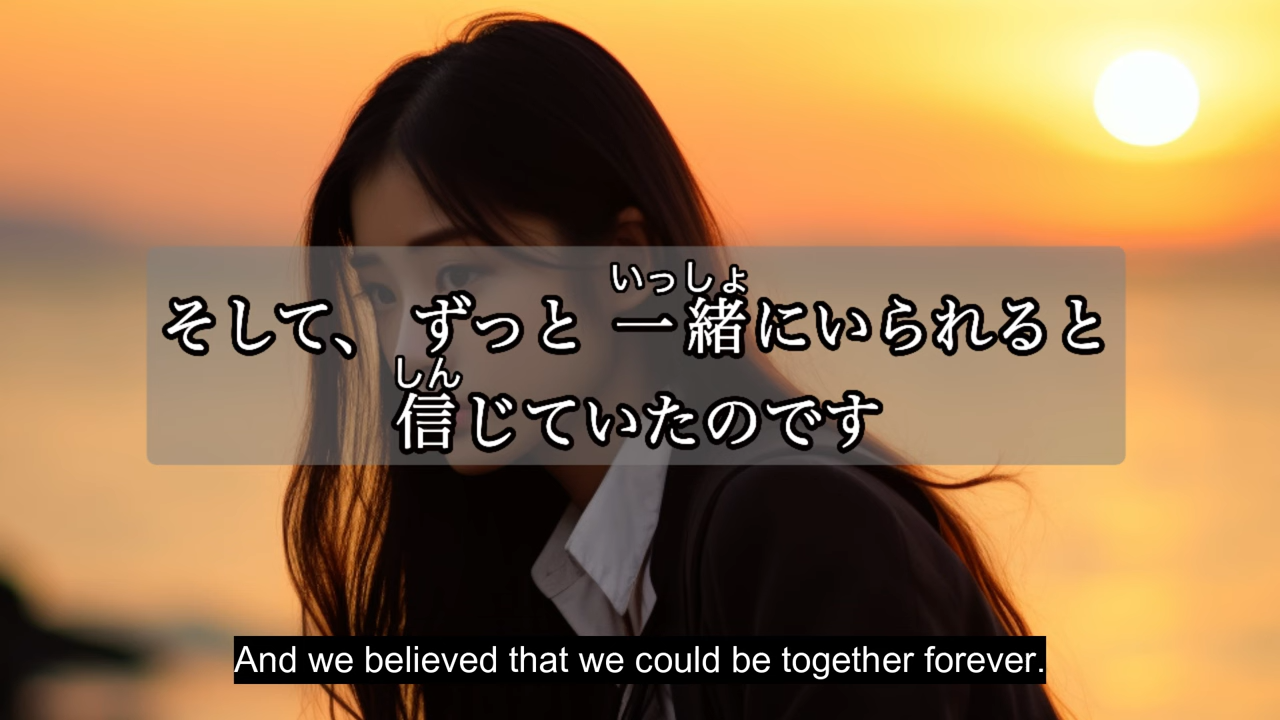 そして、ずっと 一緒にいられると
いっしょ
信じていたのです
しん
And we believed that we could be together forever.